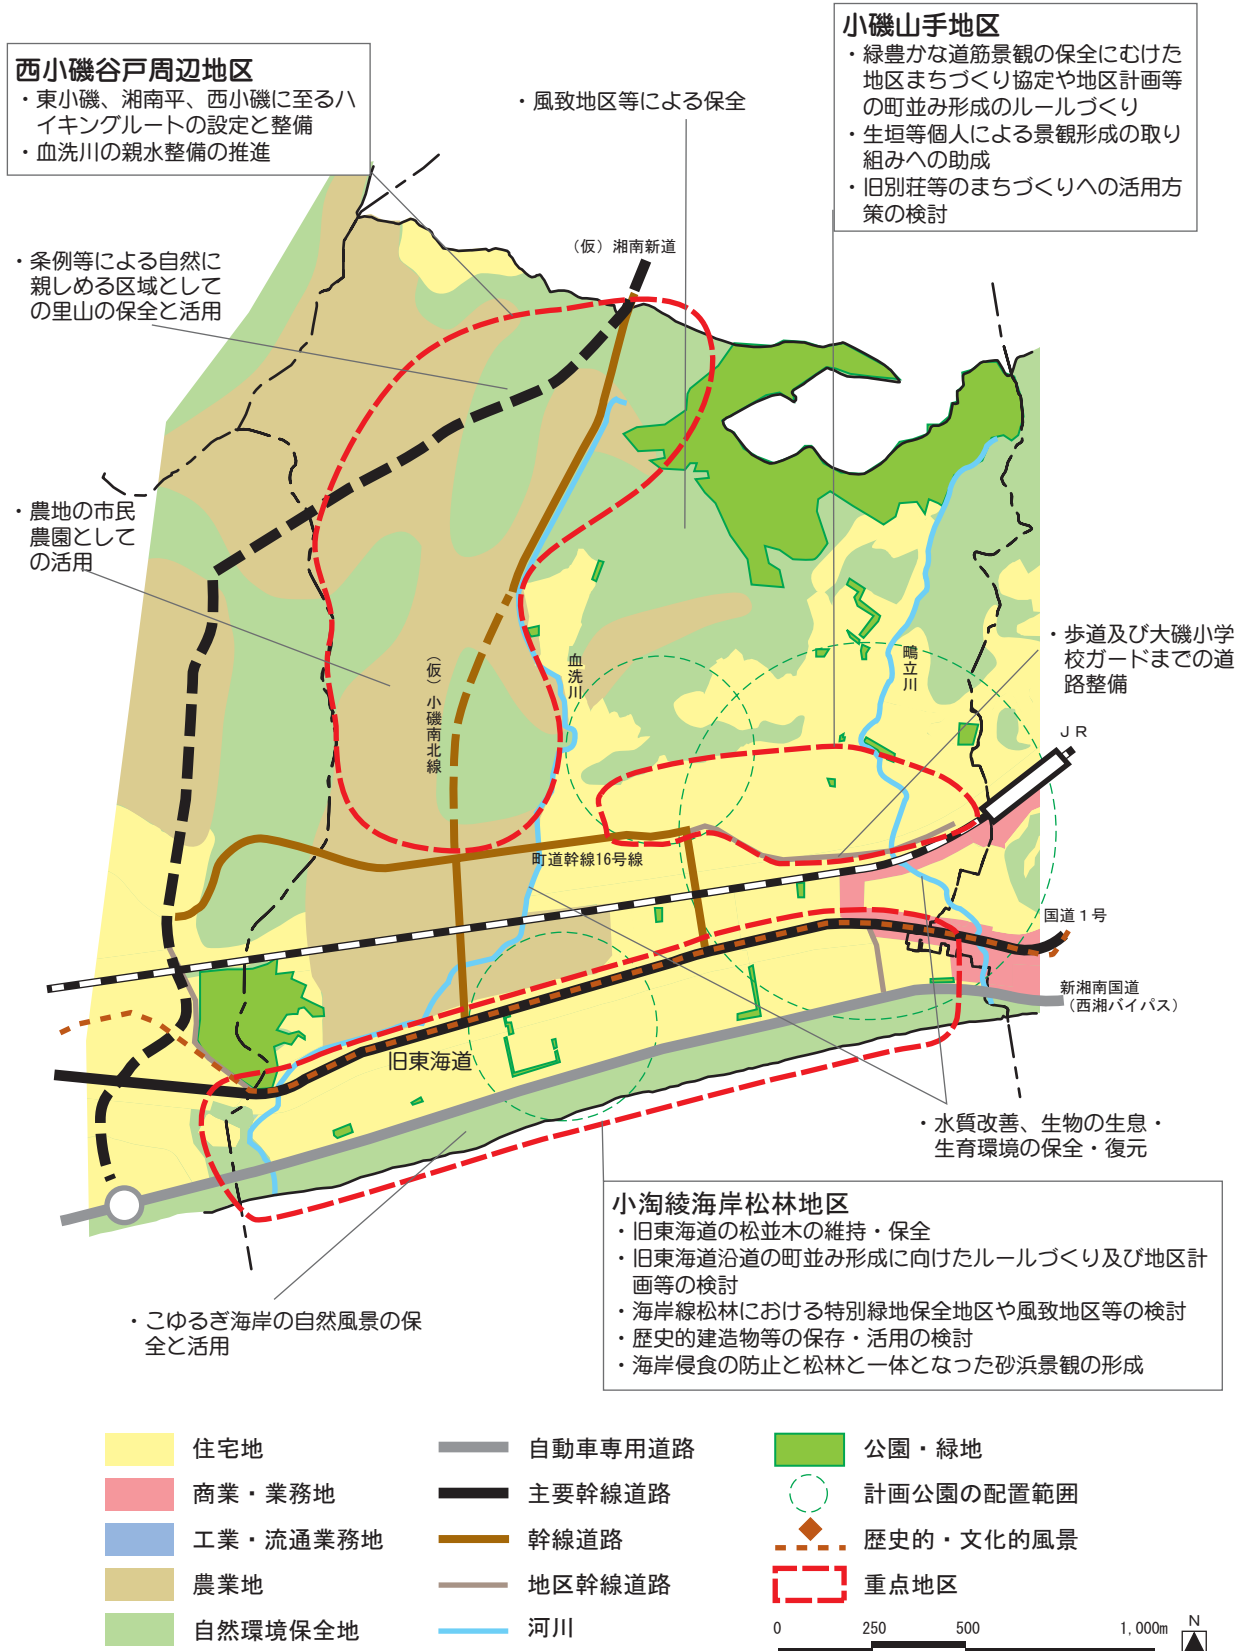 西小磯谷戸周辺地区
・東小磯、湘南平、西小磯に至るハ
イキングルートの設定と整備
・血洗川の親水整備の推進
小磯山手地区
・緑豊かな道筋景観の保全にむけた
地区まちづくり協定や地区計画等
の町並み形成のルールづくり
・生垣等個人による景観形成の取り
組みへの助成
・旧別荘等のまちづくりへの活用方
策の検討
・風致地区等による保全
（仮）湘南新道
・条例等による自然に
親しめる区域として
の里山の保全と活用
・農地の市民
農園として
の活用
（仮）小磯南北線
血洗川
鴫立川
・歩道及び大磯小学
校ガードまでの道
路整備
ＪＲ
町道幹線16号線
国道１号
新湘南国道
（西湘バイパス）
旧東海道
・水質改善、生物の生息・
生育環境の保全・復元
小淘綾海岸松林地区
・旧東海道の松並木の維持・保全
・旧東海道沿道の町並み形成に向けたルールづくり及び地区計
画等の検討
・海岸線松林における特別緑地保全地区や風致地区等の検討
・歴史的建造物等の保存・活用の検討
・海岸侵食の防止と松林と一体となった砂浜景観の形成
・こゆるぎ海岸の自然風景の保
全と活用
住宅地
商業・業務地
工業・流通業務地
農業地
自然環境保全地
自動車専用道路
主要幹線道路
幹線道路
地区幹線道路
河川
公園・緑地
計画公園の配置範囲
歴史的・文化的風景
重点地区
0 250 500 1,000m
N